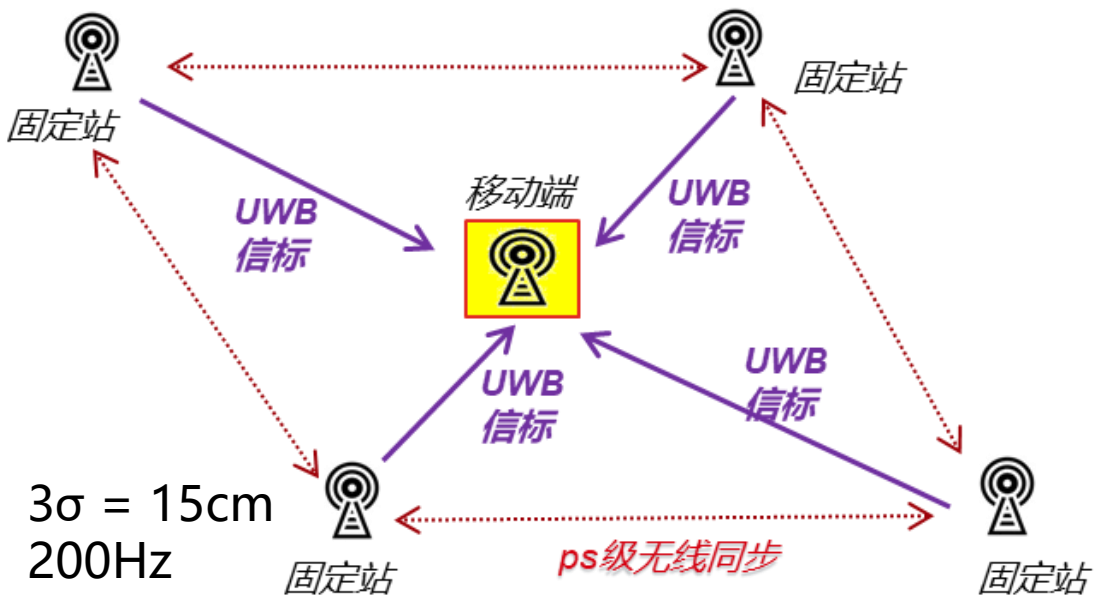 固定站
固定站
移动端
UWB
信标
UWB
信标
UWB
信标
UWB
信标
3σ = 15cm
200Hz
固定站
ps级无线同步
固定站